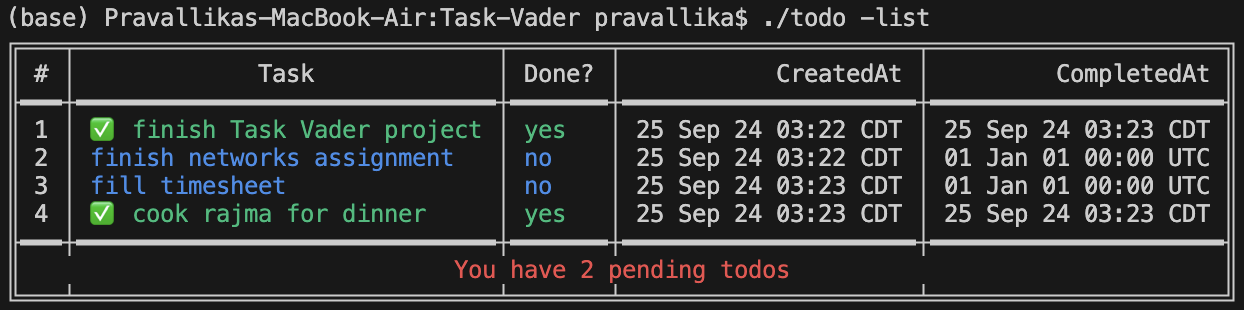 (base) Pravallikas-MacBook-Air:Task-Vader pravallika$ ./todo -list
# Task Done? CreatedAt CompletedAt
1 ✅ finish Task Vader project yes 25 Sep 24 03:22 CDT 25 Sep 24 03:23 CDT
2 finish networks assignment no 25 Sep 24 03:22 CDT 01 Jan 01 00:00 UTC
3 fill timesheet no 25 Sep 24 03:23 CDT 01 Jan 01 00:00 UTC
4 ✅ cook rajma for dinner yes 25 Sep 24 03:23 CDT 25 Sep 24 03:23 CDT
You have 2 pending todos